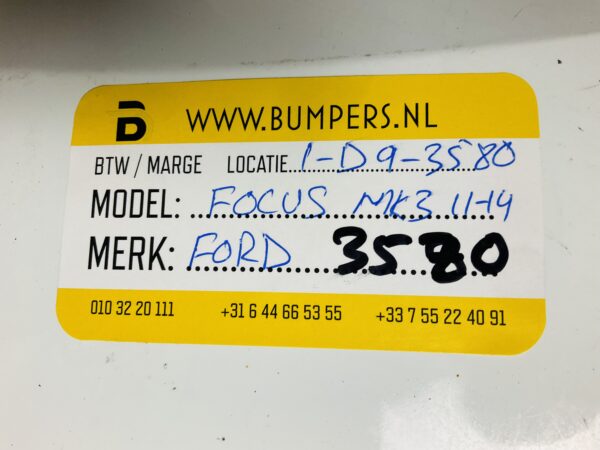 B WWW.BUMPERS.NL
BTW / MARGE LOCATIE 1-D9-3580
MODEL: FOCUS MK3 11-14
MERK: FORD 3580
010 32 20 111 +31 6 44 66 53 55 +33 7 55 22 40 91